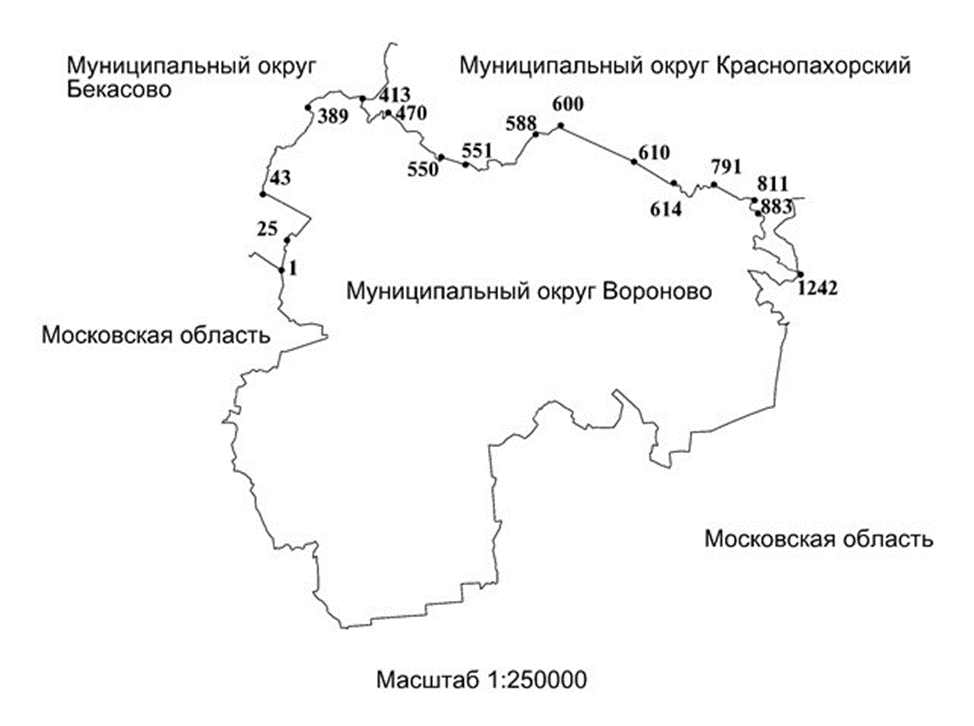 Муниципальный округ
Бекасово
Муниципальный округ Краснопахорский
413
389
470
600
588
551
550
610
791
614
811
883
43
25
1
1242
Муниципальный округ Вороново
Московская область
Московская область
Масштаб 1:250000